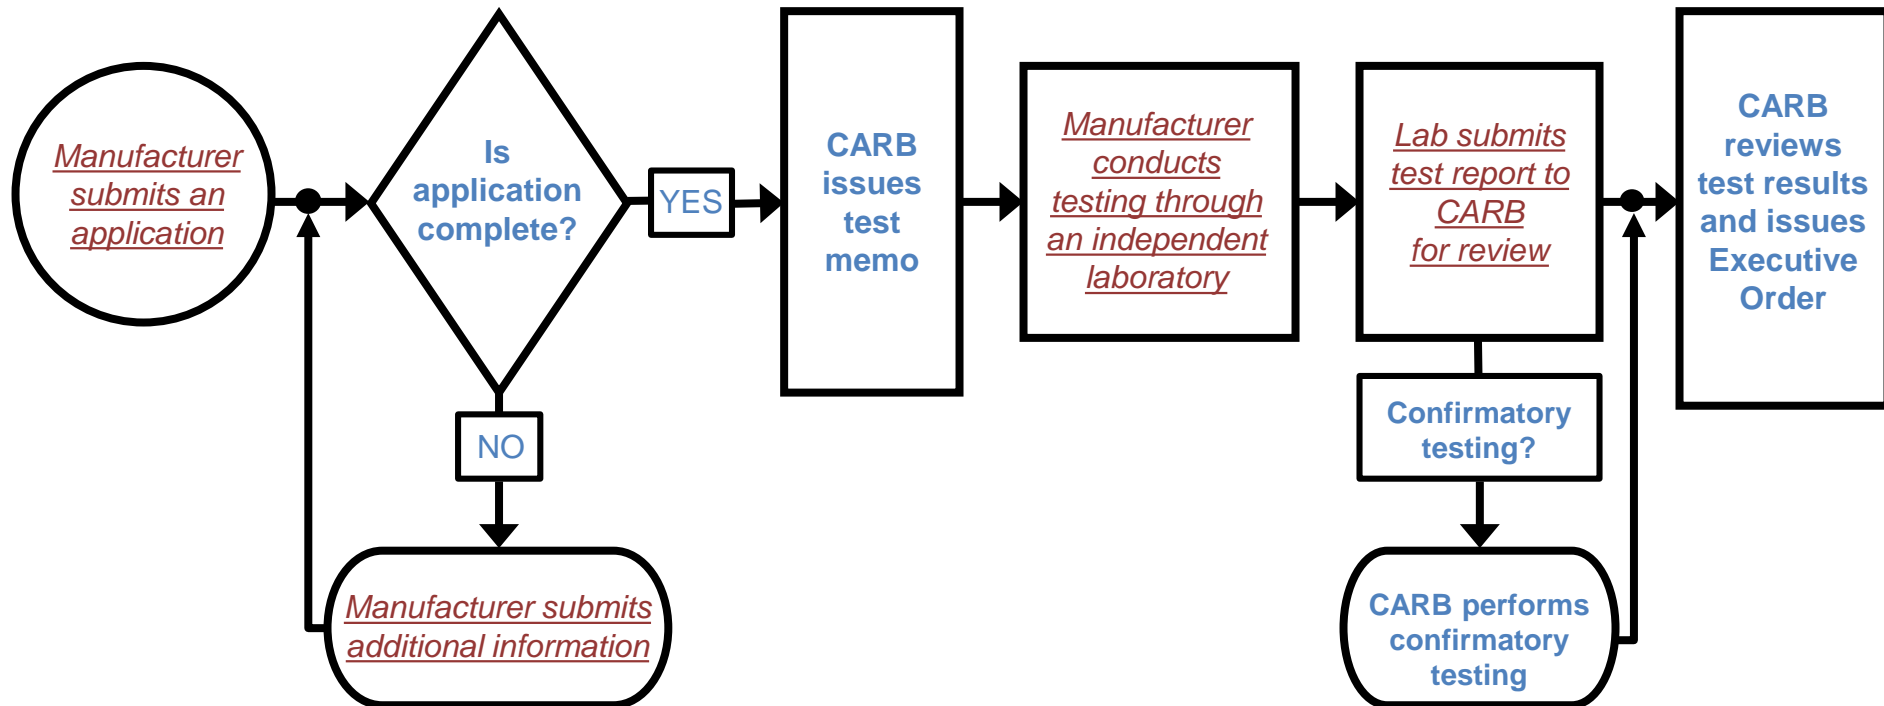 Manufacturer
submits an
application
Is
application
complete?
YES
NO
Manufacturer submits
additional information
CARB
issues
test
memo
Manufacturer
conducts
testing through
an independent
laboratory
Lab submits
test report to
CARB
for review
Confirmatory
testing?
CARB performs
confirmatory
testing
CARB
reviews
test results
and issues
Executive
Order